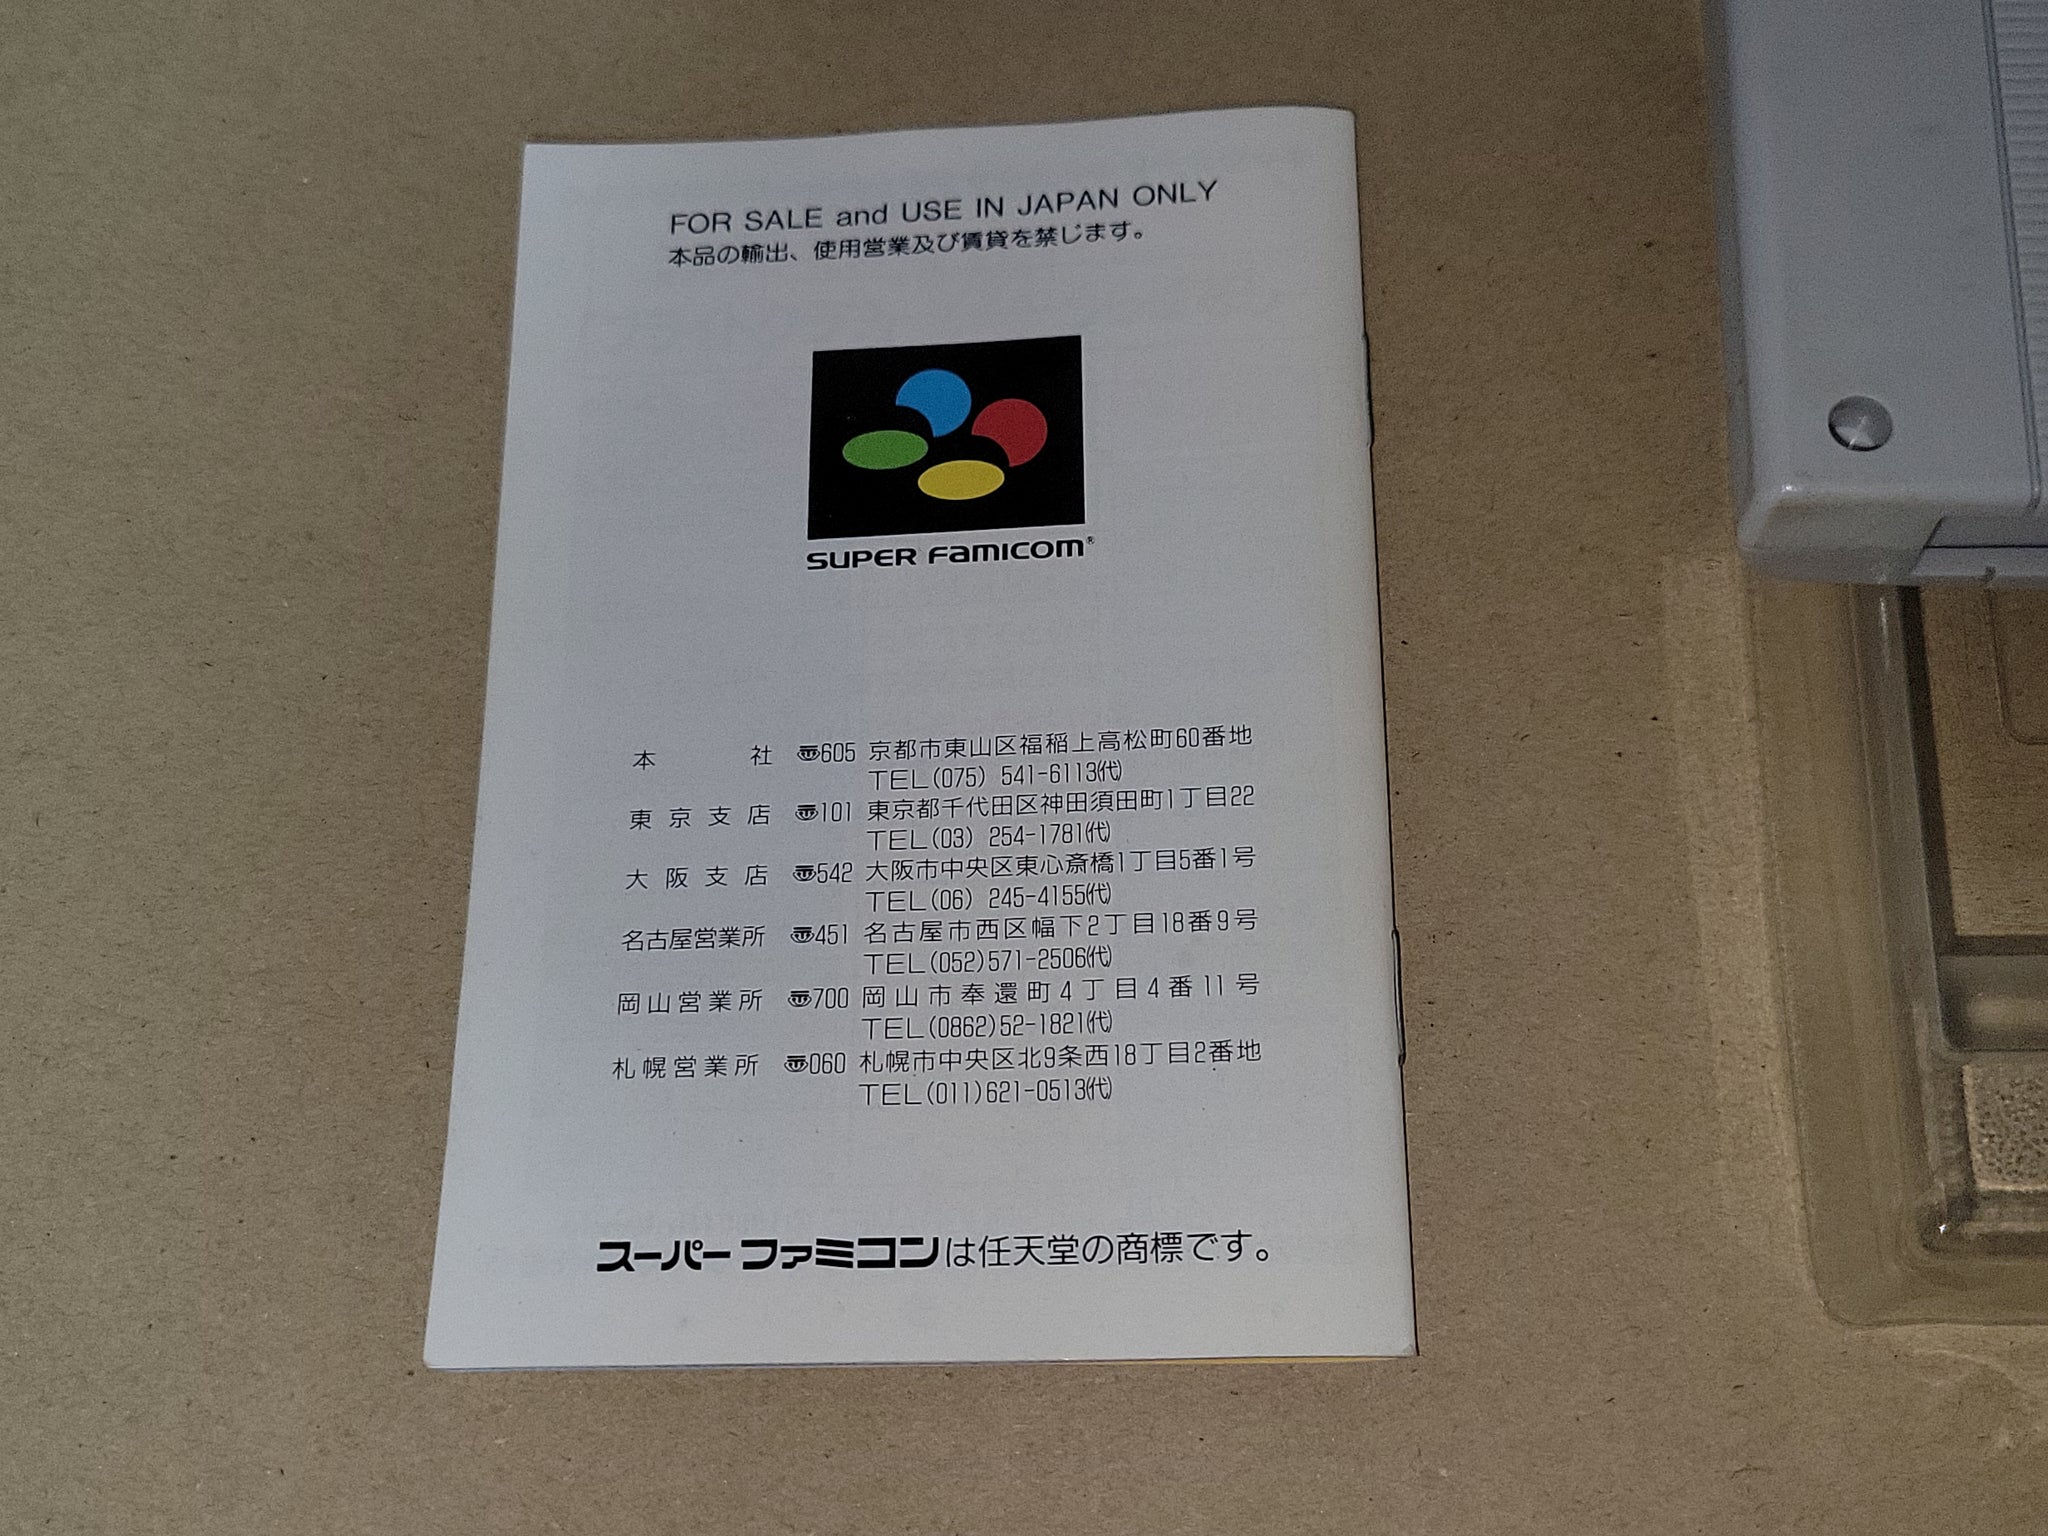 FOR SALE and USE IN JAPAN ONLY
本品の輸出、使用営業及び賃貸を禁じます。
SUPER FAMICOM®
本社 〠605 京都市東山区福稲上高松町60番地
TEL(075) 541-6113㈹
東京支店 〠101 東京都千代田区神田須田町1丁目22
TEL(03) 254-1781㈹
大阪支店 〠542 大阪市中央区東心斎橋1丁目5番1号
TEL(06) 245-4155㈹
名古屋営業所 〠451 名古屋市西区幅下2丁目18番9号
TEL(052)571-2506㈹
岡山営業所 〠700 岡山市奉還町4丁目4番11号
TEL(0862)52-1821㈹
札幌営業所 〠060 札幌市中央区北9条西18丁目2番地
TEL(011)621-0513㈹
スーパーファミコンは任天堂の商標です。